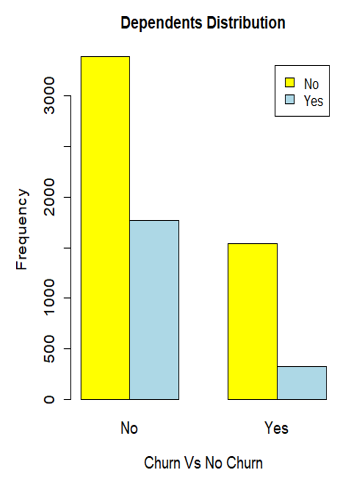 Dependents Distribution
No
Yes
Frequency
3000
2000
1000
500
0
No
Yes
Churn Vs No Churn